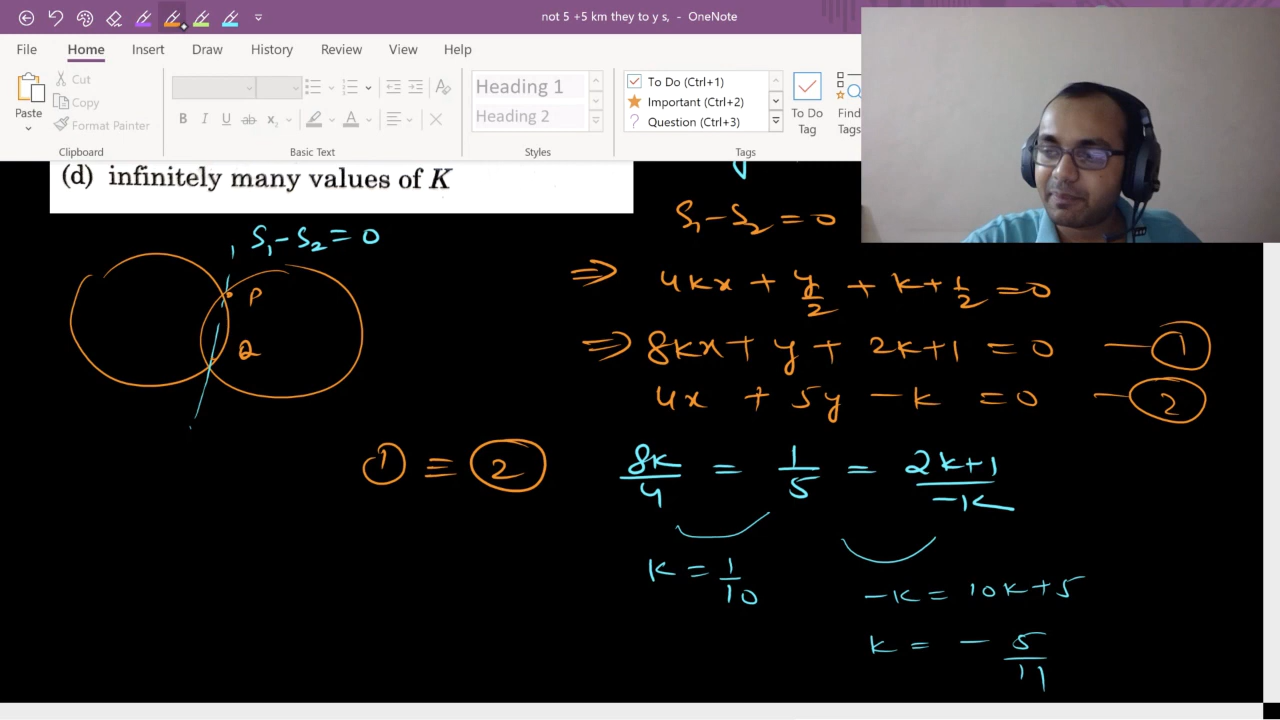 not 5 +5 km they to y s, - OneNote
File Home Insert Draw History Review View Help
Paste
Cut
Copy
Format Painter
Clipboard
B I U ab x₂ A
Basic Text
Heading 1
Heading 2
Styles
To Do (Ctrl+1)
Important (Ctrl+2)
Question (Ctrl+3)
To Do Tag
Find Tags
Tags
(d) infinitely many values of K
S₁-S₂=0
P
Q
S₁-S₂=0
⇒ 4kx + y/2 + k+1/2 =0
⇒ 8kx+ y + 2k+1 = 0 — 1
4x + 5y - k = 0 — 2
1 ≡ 2
8k/4 = 1/5 = 2k+1/-k
k = 1/10
-k = 10k+5
k = - 5/11